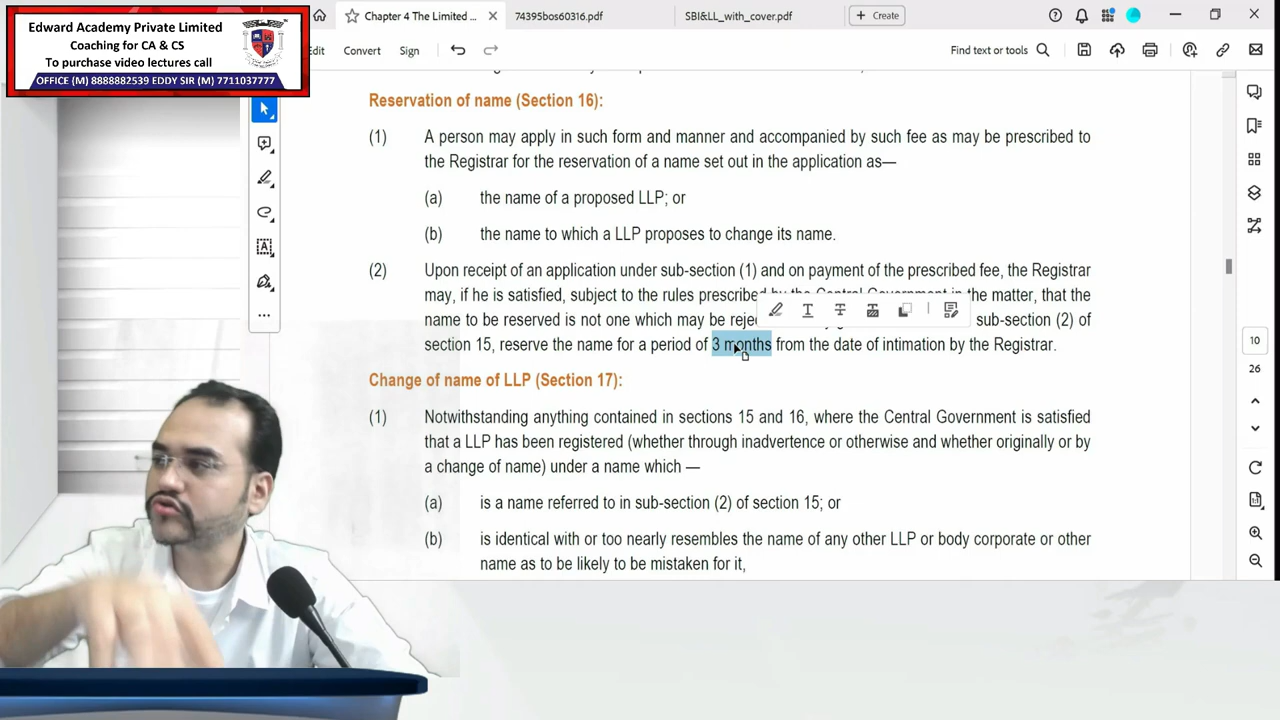 Edward Academy Private Limited
Coaching for CA & CS
To purchase video lectures call
OFFICE (M) 8888882539 EDDY SIR (M) 7711037777
Chapter 4 The Limited ...
74395bos60316.pdf
SBI&LL_with_cover.pdf
Create
Edit Convert Sign
Find text or tools
Reservation of name (Section 16):
(1) A person may apply in such form and manner and accompanied by such fee as may be prescribed to
the Registrar for the reservation of a name set out in the application as—
(a) the name of a proposed LLP; or
(b) the name to which a LLP proposes to change its name.
(2) Upon receipt of an application under sub-section (1) and on payment of the prescribed fee, the Registrar
may, if he is satisfied, subject to the rules prescribed by the Central Government in the matter, that the
name to be reserved is not one which may be sub-section (2) of
section 15, reserve the name for a period of 3 months from the date of intimation by the Registrar.
Change of name of LLP (Section 17):
(1) Notwithstanding anything contained in sections 15 and 16, where the Central Government is satisfied
that a LLP has been registered (whether through inadvertence or otherwise and whether originally or by
a change of name) under a name which —
(a) is a name referred to in sub-section (2) of section 15; or
(b) is identical with or too nearly resembles the name of any other LLP or body corporate or other
name as to be likely to be mistaken for it,
10
26